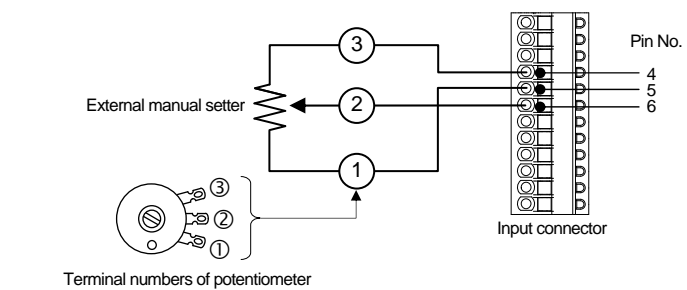 3
Pin No.
4
5
6
External manual setter
2
1
③
②
①
Input connector
Terminal numbers of potentiometer